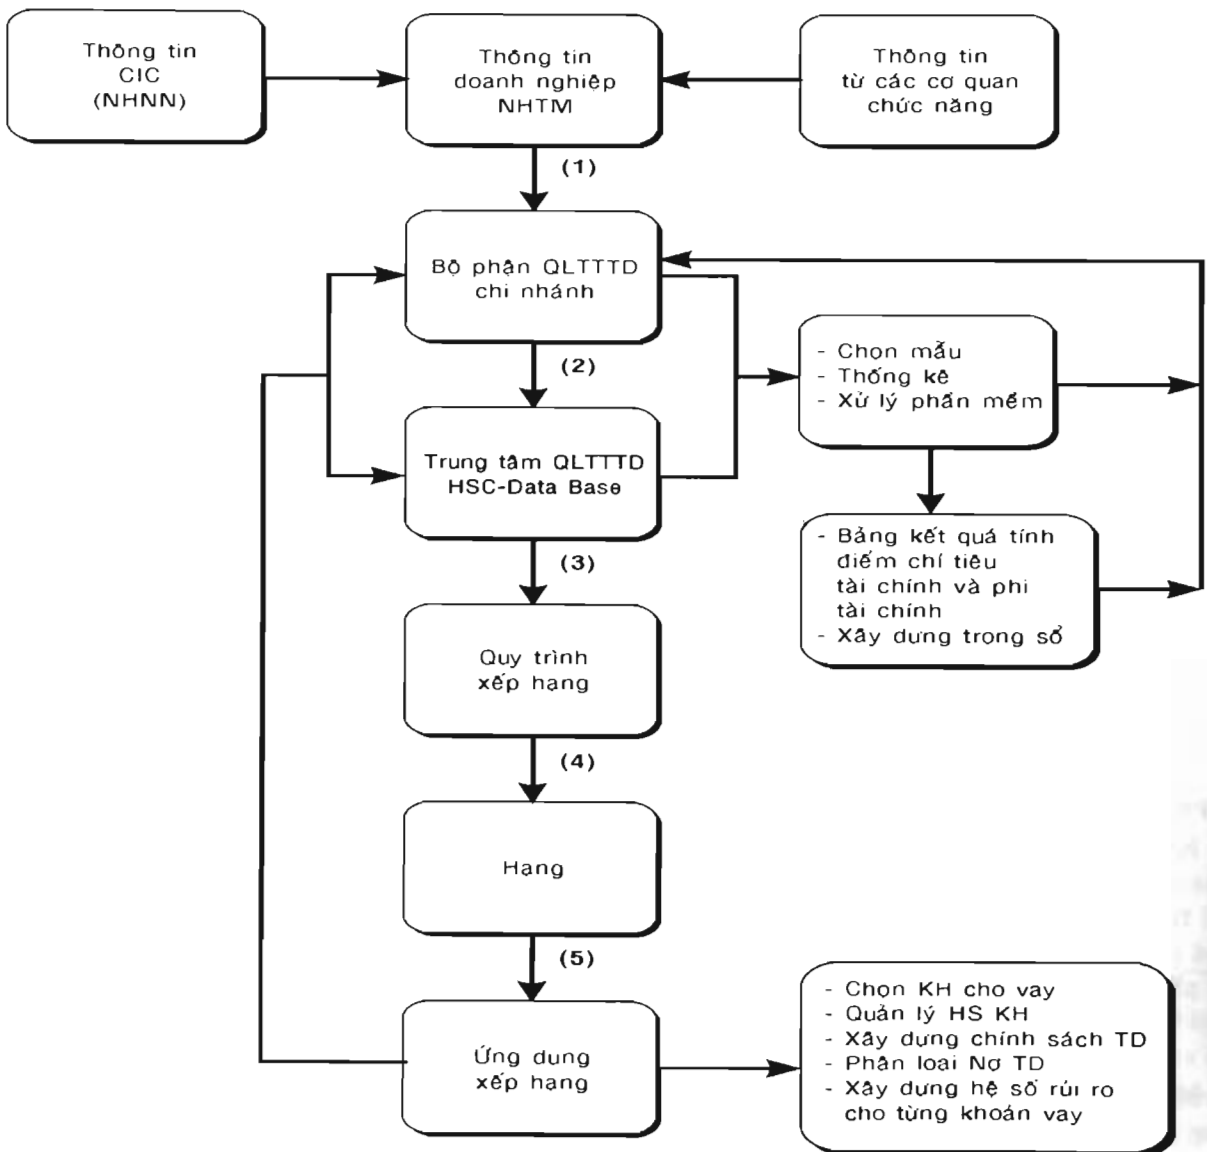 Thông tin
CIC
(NHNN)
Thông tin
doanh nghiệp
NHTM
Thông tin
từ các cơ quan
chức năng
(1)
Bộ phận QLTTTD
chi nhánh
(2)
- Chọn mẫu
- Thống kê
- Xử lý phần mềm
Trung tâm QLTTTD
HSC-Data Base
(3)
- Bảng kết quả tính
điểm chỉ tiêu
tài chính và phi
tài chính
- Xây dựng trọng số
Quy trình
xếp hạng
(4)
Hạng
(5)
Ứng dụng
xếp hạng
- Chọn KH cho vay
- Quản lý HS KH
- Xây dựng chính sách TD
- Phân loại Nợ TD
- Xây dựng hệ số rủi ro
cho từng khoản vay